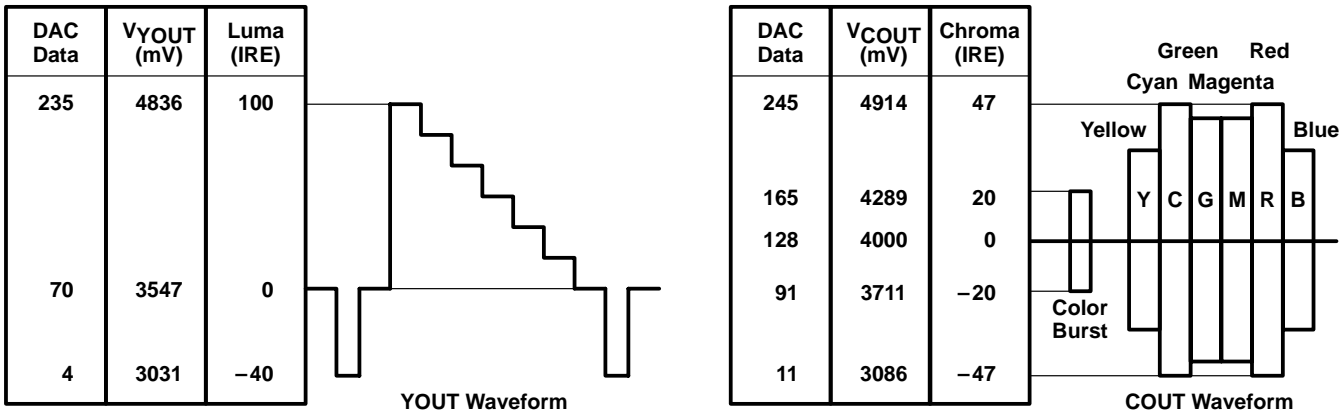 DAC Data VYOUT (mV) Luma (IRE)
235 4836 100
70 3547 0
4 3031 −40
YOUT Waveform
DAC Data VCOUT (mV) Chroma (IRE)
245 4914 47
165 4289 20
128 4000 0
91 3711 −20
11 3086 −47
Green Red
Cyan Magenta
Yellow Blue
Y C G M R B
Color
Burst
COUT Waveform